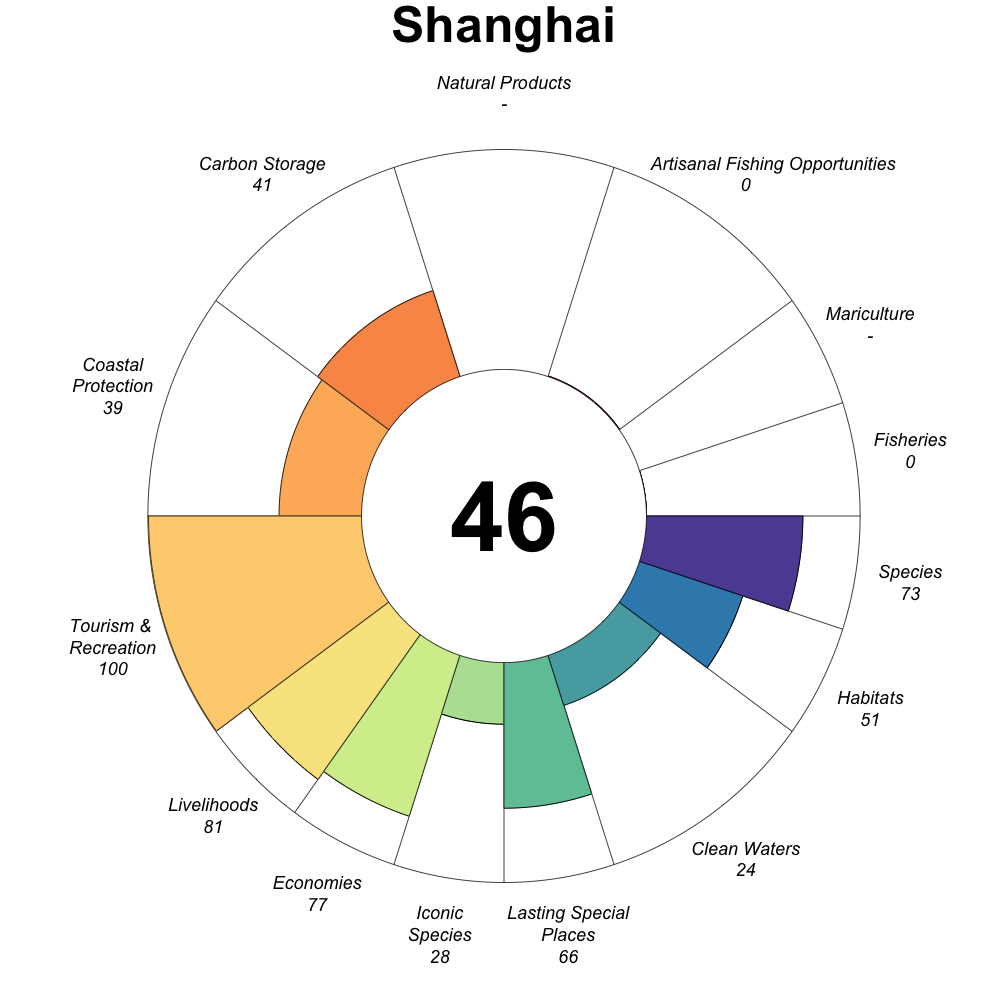 Shanghai
Natural Products
-
Carbon Storage
41
Artisanal Fishing Opportunities
0
Mariculture
-
Coastal
Protection
39
Fisheries
0
46
Species
73
Tourism &
Recreation
100
Habitats
51
Livelihoods
81
Clean Waters
24
Economies
77
Iconic
Species
28
Lasting Special
Places
66